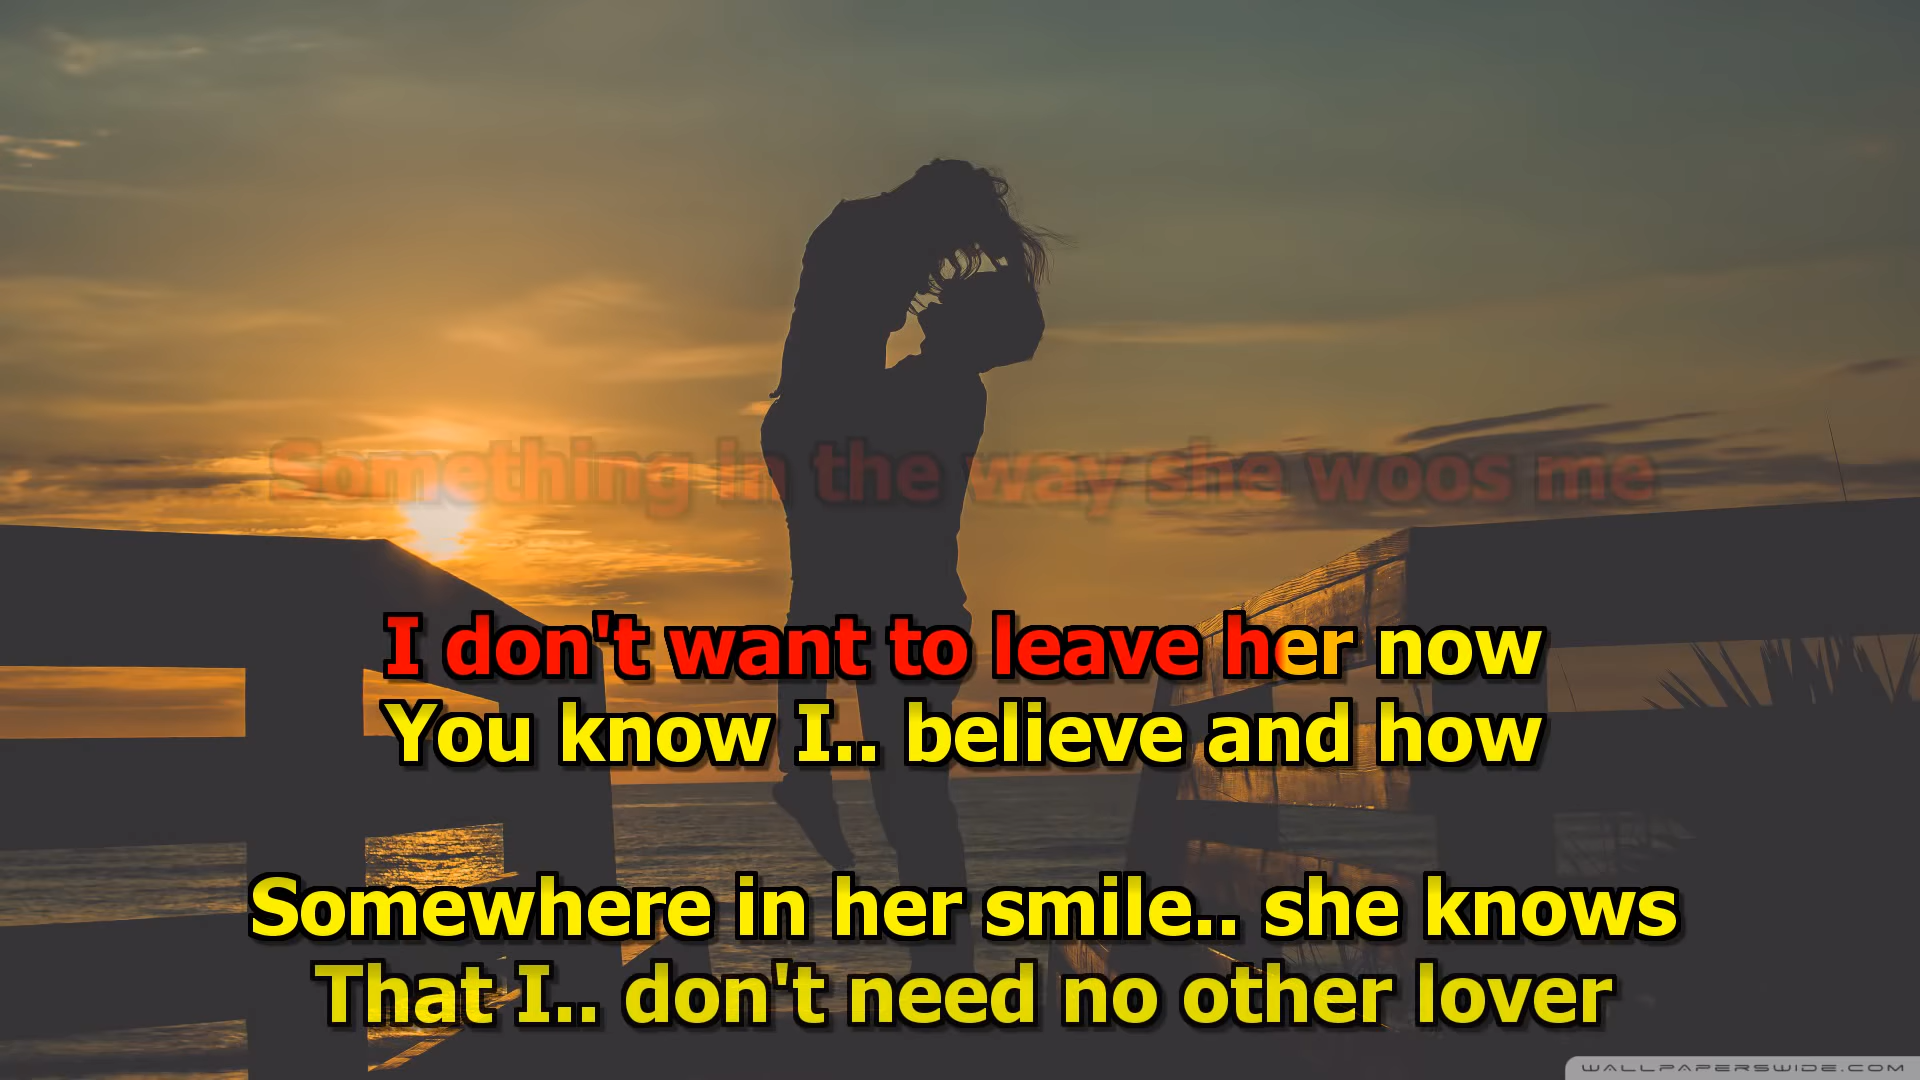 Something in the way she woos me
I don't want to leave her now
You know I.. believe and how
Somewhere in her smile.. she knows
That I.. don't need no other lover
WALLPAPERSWIDE.COM